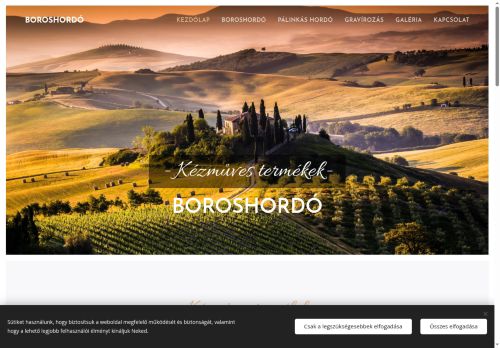 BOROSHORDÓ
KEZDŐLAP BOROSHORDÓ PÁLINKÁS HORDÓ GRAVÍROZÁS GALÉRIA KAPCSOLAT
-Kézműves termékek-
BOROSHORDÓ
Sütiket használunk, hogy biztosítsuk a weboldal megfelelő működését és biztonságát, valamint
hogy a lehető legjobb felhasználói élményt kínáljuk Neked.
Csak a legszükségesebbek elfogadása
Összes elfogadása